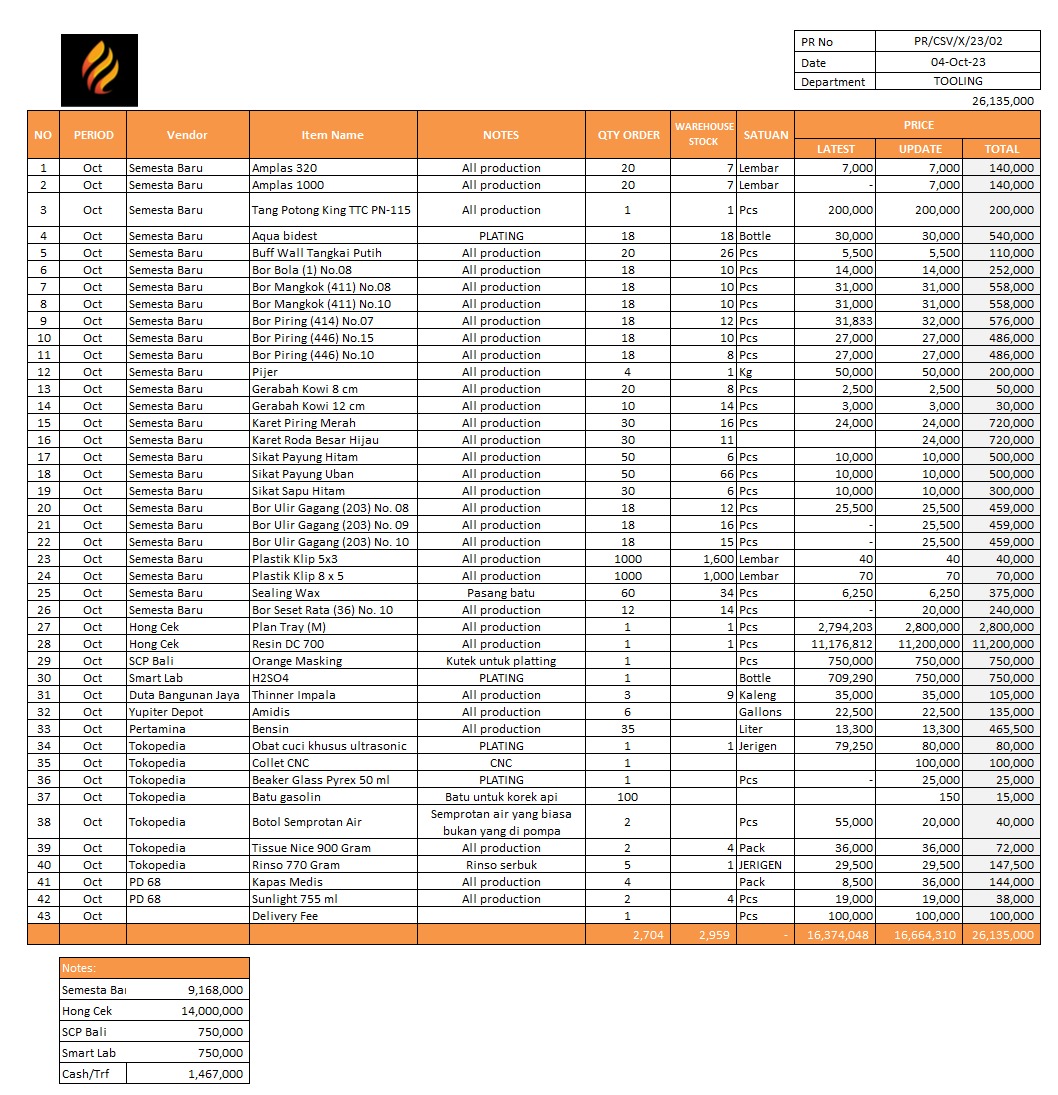 PR No PR/CSV/X/23/02
Date 04-Oct-23
Department TOOLING
26,135,000
NO PERIOD Vendor Item Name NOTES QTY ORDER WAREHOUSE STOCK SATUAN PRICE
LATEST UPDATE TOTAL
1 Oct Semesta Baru Amplas 320 All production 20 7 Lembar 7,000 7,000 140,000
2 Oct Semesta Baru Amplas 1000 All production 20 7 Lembar - 7,000 140,000
3 Oct Semesta Baru Tang Potong King TTC PN-115 All production 1 1 Pcs 200,000 200,000 200,000
4 Oct Semesta Baru Aqua bidest PLATING 18 18 Bottle 30,000 30,000 540,000
5 Oct Semesta Baru Buff Wall Tangkai Putih All production 20 26 Pcs 5,500 5,500 110,000
6 Oct Semesta Baru Bor Bola (1) No.08 All production 18 10 Pcs 14,000 14,000 252,000
7 Oct Semesta Baru Bor Mangkok (411) No.08 All production 18 10 Pcs 31,000 31,000 558,000
8 Oct Semesta Baru Bor Mangkok (411) No.10 All production 18 10 Pcs 31,000 31,000 558,000
9 Oct Semesta Baru Bor Piring (414) No.07 All production 18 12 Pcs 31,833 32,000 576,000
10 Oct Semesta Baru Bor Piring (446) No.15 All production 18 10 Pcs 27,000 27,000 486,000
11 Oct Semesta Baru Bor Piring (446) No.10 All production 18 8 Pcs 27,000 27,000 486,000
12 Oct Semesta Baru Pijer All production 4 1 Kg 50,000 50,000 200,000
13 Oct Semesta Baru Gerabah Kowi 8 cm All production 20 8 Pcs 2,500 2,500 50,000
14 Oct Semesta Baru Gerabah Kowi 12 cm All production 10 14 Pcs 3,000 3,000 30,000
15 Oct Semesta Baru Karet Piring Merah All production 30 16 Pcs 24,000 24,000 720,000
16 Oct Semesta Baru Karet Roda Besar Hijau All production 30 11 24,000 720,000
17 Oct Semesta Baru Sikat Payung Hitam All production 50 6 Pcs 10,000 10,000 500,000
18 Oct Semesta Baru Sikat Payung Uban All production 50 66 Pcs 10,000 10,000 500,000
19 Oct Semesta Baru Sikat Sapu Hitam All production 30 6 Pcs 10,000 10,000 300,000
20 Oct Semesta Baru Bor Ulir Gagang (203) No. 08 All production 18 12 Pcs 25,500 25,500 459,000
21 Oct Semesta Baru Bor Ulir Gagang (203) No. 09 All production 18 16 Pcs - 25,500 459,000
22 Oct Semesta Baru Bor Ulir Gagang (203) No. 10 All production 18 15 Pcs - 25,500 459,000
23 Oct Semesta Baru Plastik Klip 5x3 All production 1000 1,600 Lembar 40 40 40,000
24 Oct Semesta Baru Plastik Klip 8 x 5 All production 1000 1,000 Lembar 70 70 70,000
25 Oct Semesta Baru Sealing Wax Pasang batu 60 34 Pcs 6,250 6,250 375,000
26 Oct Semesta Baru Bor Seset Rata (36) No. 10 All production 12 14 Pcs - 20,000 240,000
27 Oct Hong Cek Plan Tray (M) All production 1 1 Pcs 2,794,203 2,800,000 2,800,000
28 Oct Hong Cek Resin DC 700 All production 1 1 Pcs 11,176,812 11,200,000 11,200,000
29 Oct SCP Bali Orange Masking Kutek untuk platting 1 Pcs 750,000 750,000 750,000
30 Oct Smart Lab H2SO4 PLATING 1 Bottle 709,290 750,000 750,000
31 Oct Duta Bangunan Jaya Thinner Impala All production 3 9 Kaleng 35,000 35,000 105,000
32 Oct Yupiter Depot Amidis All production 6 Gallons 22,500 22,500 135,000
33 Oct Pertamina Bensin All production 35 Liter 13,300 13,300 465,500
34 Oct Tokopedia Obat cuci khusus ultrasonic PLATING 1 1 Jerigen 79,250 80,000 80,000
35 Oct Tokopedia Collet CNC CNC 1 100,000 100,000
36 Oct Tokopedia Beaker Glass Pyrex 50 ml PLATING 1 Pcs - 25,000 25,000
37 Oct Tokopedia Batu gasolin Batu untuk korek api 100 150 15,000
38 Oct Tokopedia Botol Semprotan Air Semprotan air yang biasa bukan yang di pompa 2 Pcs 55,000 20,000 40,000
39 Oct Tokopedia Tissue Nice 900 Gram All production 2 4 Pack 36,000 36,000 72,000
40 Oct Tokopedia Rinso 770 Gram Rinso serbuk 5 1 JERIGEN 29,500 29,500 147,500
41 Oct PD 68 Kapas Medis All production 4 Pack 8,500 36,000 144,000
42 Oct PD 68 Sunlight 755 ml All production 2 4 Pcs 19,000 19,000 38,000
43 Oct Delivery Fee 1 Pcs 100,000 100,000 100,000
2,704 2,959 - 16,374,048 16,664,310 26,135,000
Notes:
Semesta Bar 9,168,000
Hong Cek 14,000,000
SCP Bali 750,000
Smart Lab 750,000
Cash/Trf 1,467,000